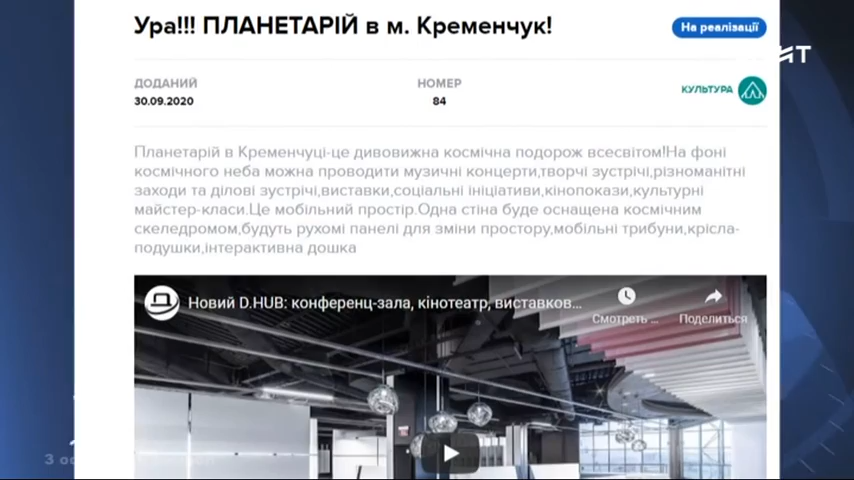 Ура!!! ПЛАНЕТАРІЙ в м. Кременчук!
На реалізації
ИТ
ДОДАНИЙ
НОМЕР
30.09.2020
84
КУЛЬТУРА
Планетарій в Кременчуці-це дивовижна космічна подорож всесвітом!На фоні
космічного неба можна проводити музичні концерти,творчі зустрічі,різноманітні
заходи та ділові зустрічі,виставки,соціальні ініціативи,кінопокази,культурні
майстер-класи.Це мобільний простір.Одна стіна буде оснащена космічним
скеледромом,будуть рухомі панелі для зміни простору,мобільні трибуни,крісла-
подушки,інтерактивна дошка
Новий D.HUB: конференц-зала, кінотеатр, виставков...
Смотреть ...
Поделиться